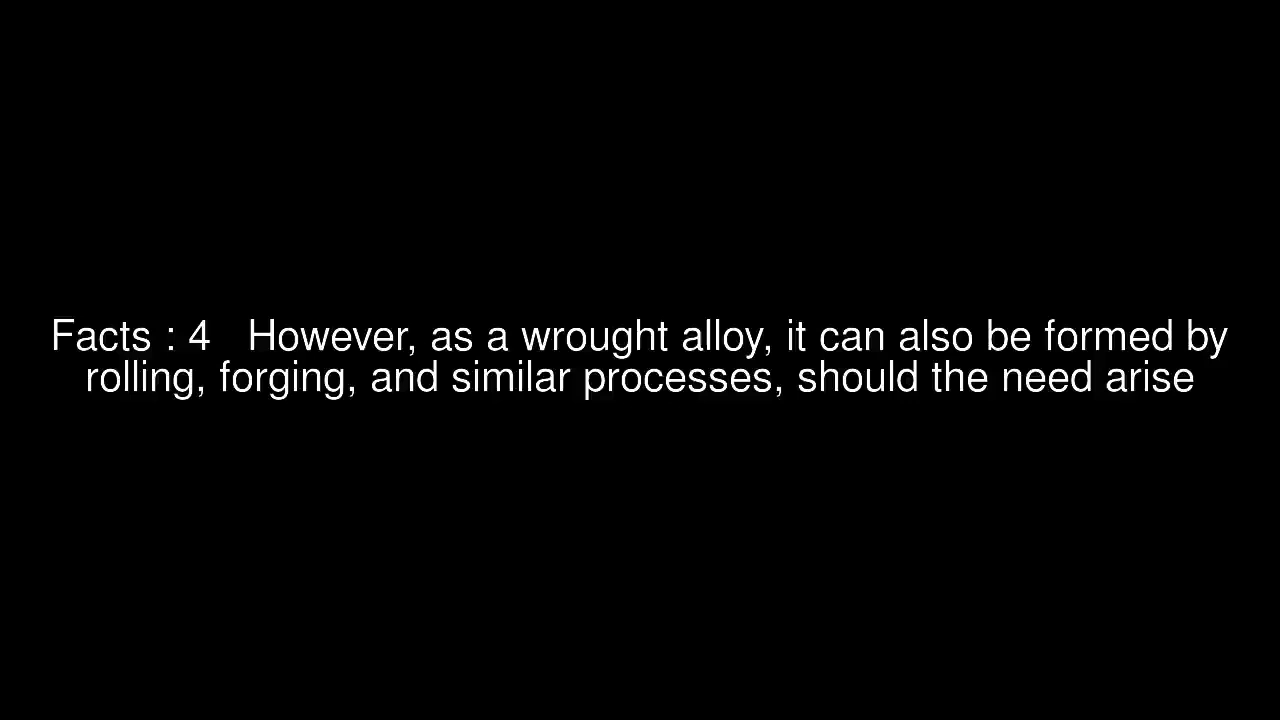 Facts : 4   However, as a wrought alloy, it can also be formed by
rolling, forging, and similar processes, should the need arise